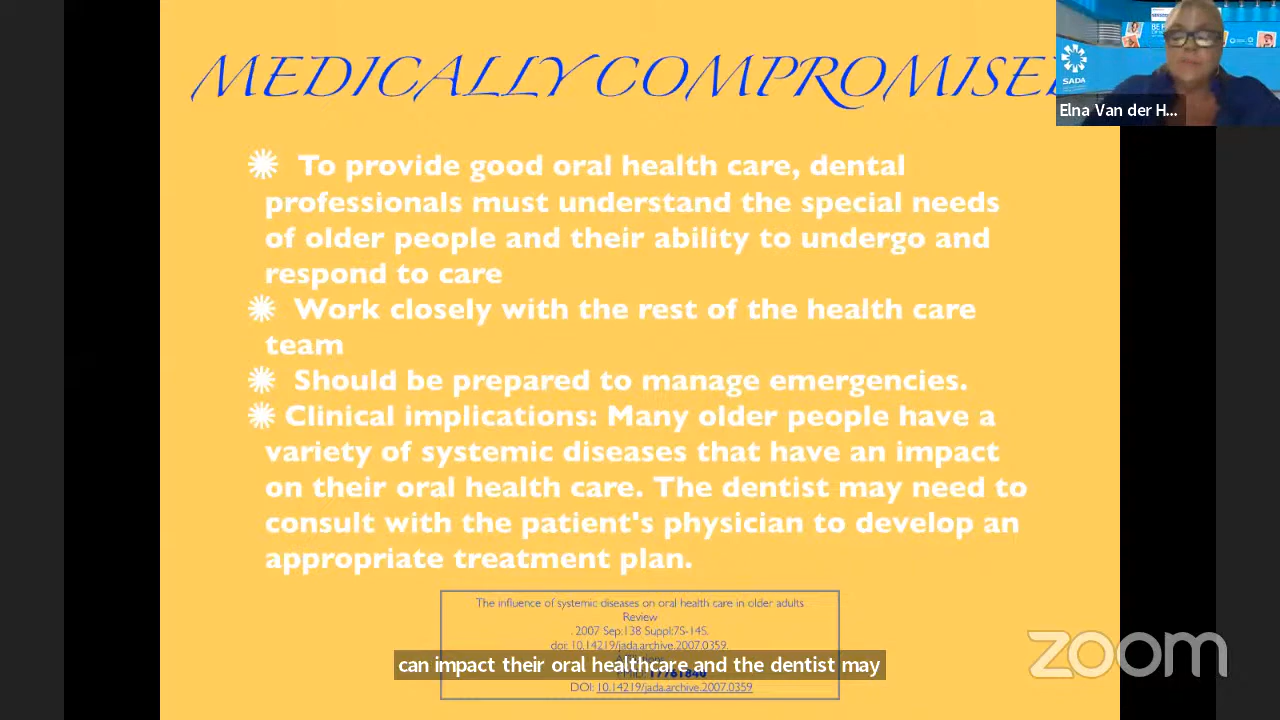 MEDICALLY COMPROMISE
To provide good oral health care, dental
professionals must understand the special needs
of older people and their ability to undergo and
respond to care
Work closely with the rest of the health care
team
Should be prepared to manage emergencies.
Clinical implications: Many older people have a
variety of systemic diseases that have an impact
on their oral health care. The dentist may need to
consult with the patient's physician to develop an
appropriate treatment plan.
The influence of systemic diseases on oral health care in older adults
Review
. 2007 Sep:138 Suppl:7S-14S.
doi: 10.14219/jada.archive.2007.0359.
can impact their oral healthcare and the dentist may
DOI: 10.14219/jada.archive.2007.0359
SADA
Elna Van der H...
zoom